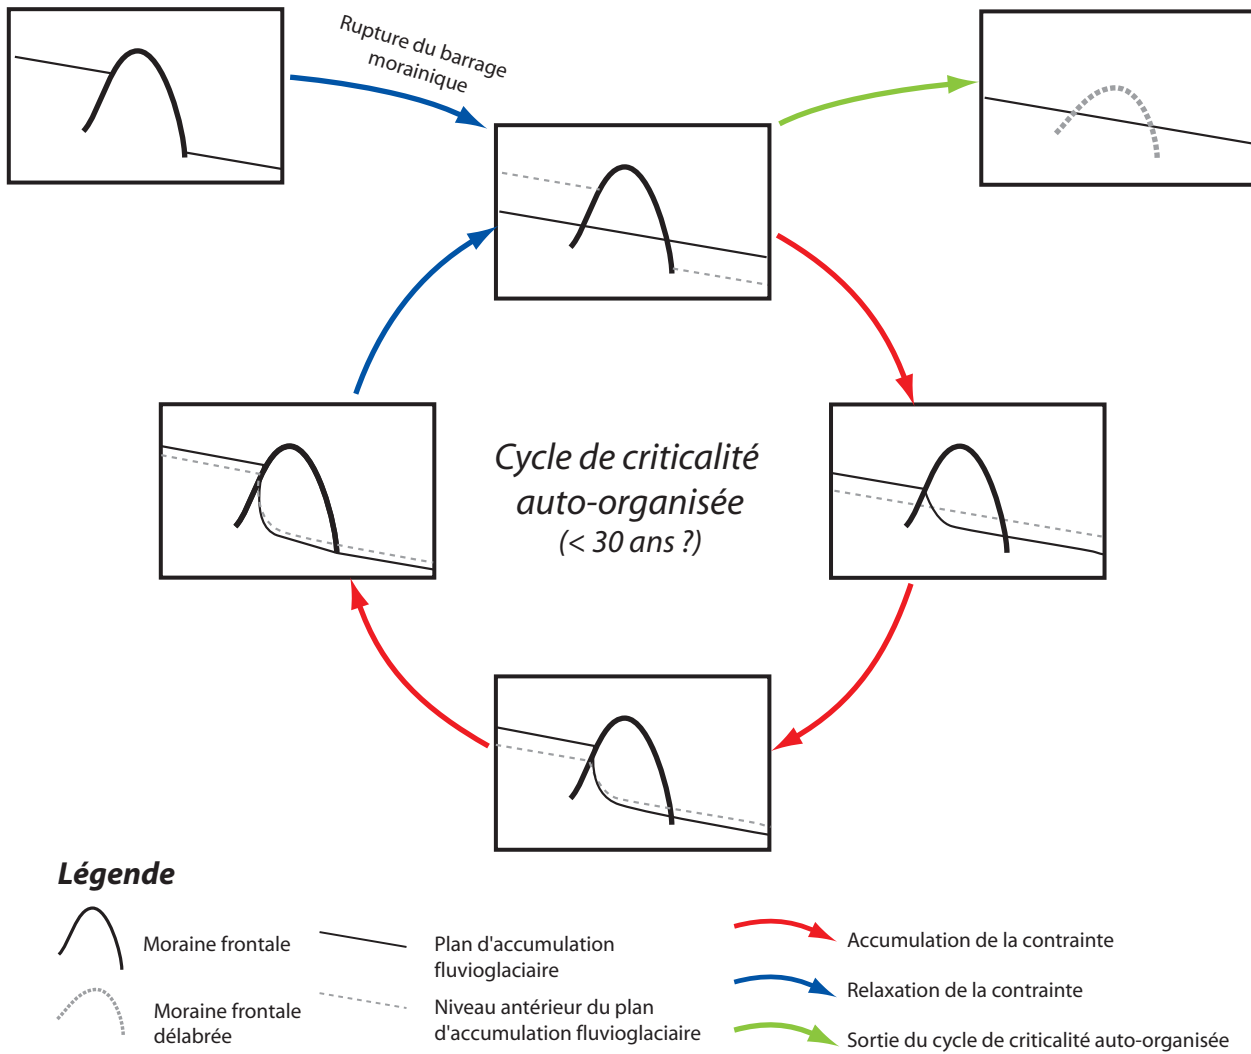 Rupture du barrage
morainique
Cycle de criticalité
auto-organisée
(< 30 ans ?)
Légende
Moraine frontale
Moraine frontale
délabrée
Plan d'accumulation
fluvioglaciaire
Niveau antérieur du plan
d'accumulation fluvioglaciaire
Accumulation de la contrainte
Relaxation de la contrainte
Sortie du cycle de criticalité auto-organisée